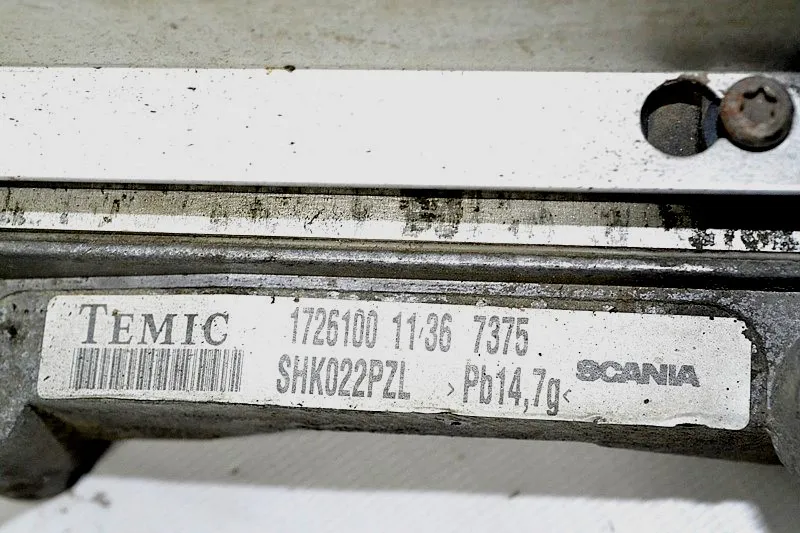 TEMIC 1726100 11/36 7375
SHK022PZL >Pb14,7g< SCANIA